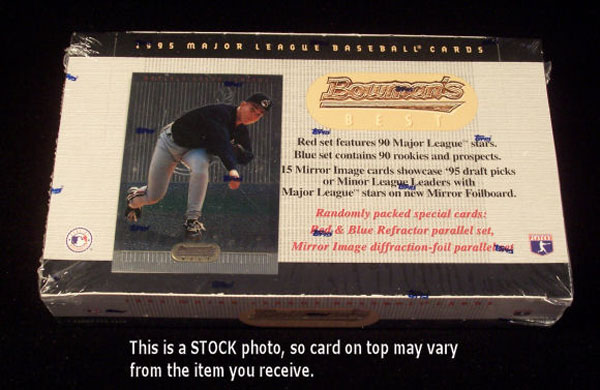 1995 MAJOR LEAGUE BASEBALL CARDS
Bowman's
BEST
Red set features 90 Major League™ stars.
Blue set contains 90 rookies and prospects.
15 Mirror Image cards showcase '95 draft picks
or Minor League Leaders with
Major League™ stars on new Mirror Foilboard.
Randomly packed special cards:
Red & Blue Refractor parallel set,
Mirror Image diffraction-foil parallel set
This is a STOCK photo, so card on top may vary
from the item you receive.